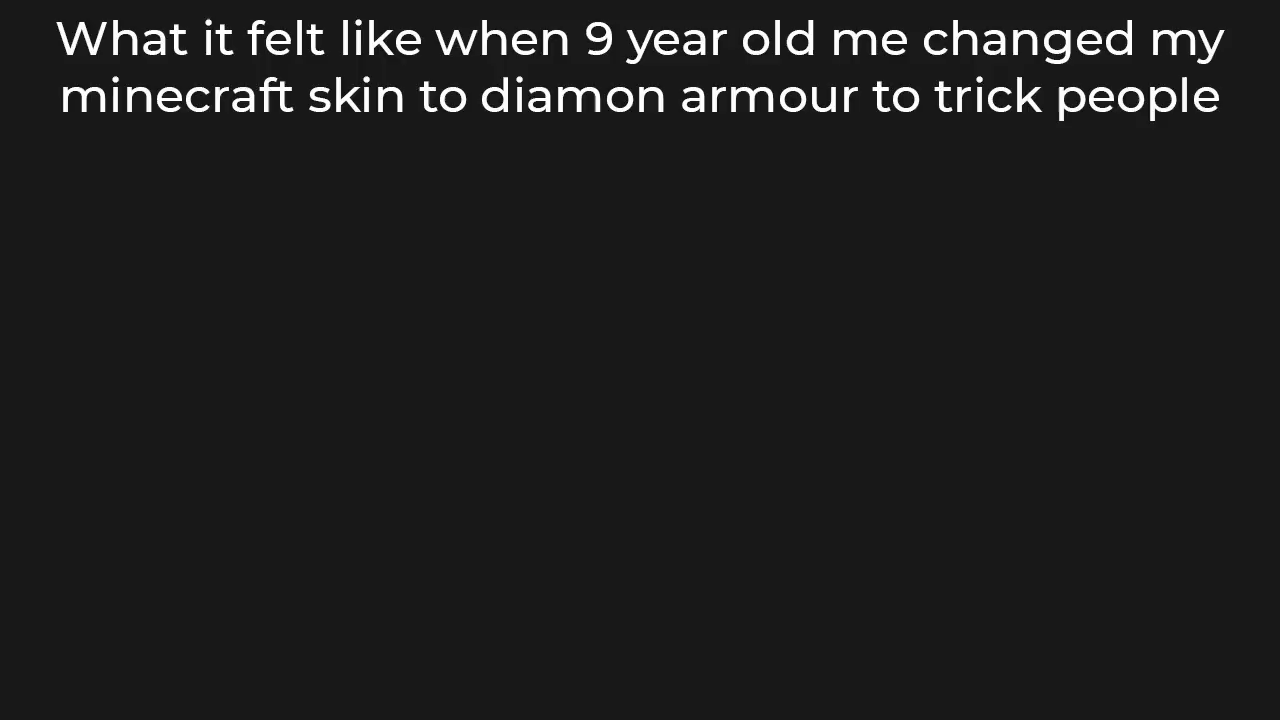 What it felt like when 9 year old me changed my
minecraft skin to diamon armour to trick people